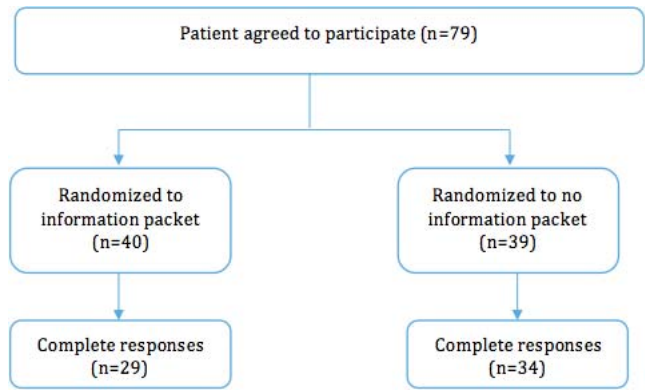 Patient agreed to participate (n=79)
Randomized to
information packet
(n=40)
Randomized to no
information packet
(n=39)
Complete responses
(n=29)
Complete responses
(n=34)